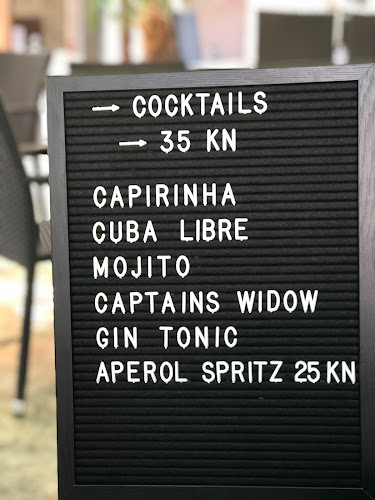 → COCKTAILS
→ 35 KN
CAPIRINHA
CUBA LIBRE
MOJITO
CAPTAINS WIDOW
GIN TONIC
APEROL SPRITZ 25 KN